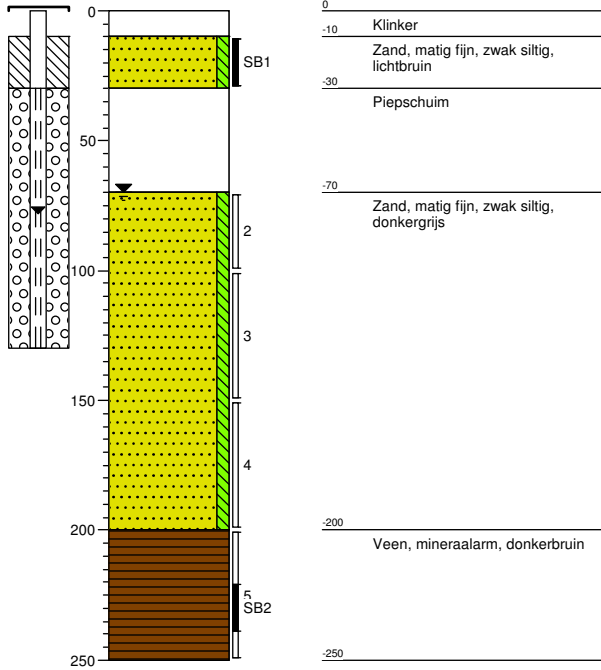 0
50
100
150
200
250
SB1
2
3
4
5
SB2
0
Klinker
-10
Zand, matig fijn, zwak siltig,
lichtbruin
-30
Piepschuim
-70
Zand, matig fijn, zwak siltig,
donkergrijs
-200
Veen, mineraalarm, donkerbruin
-250